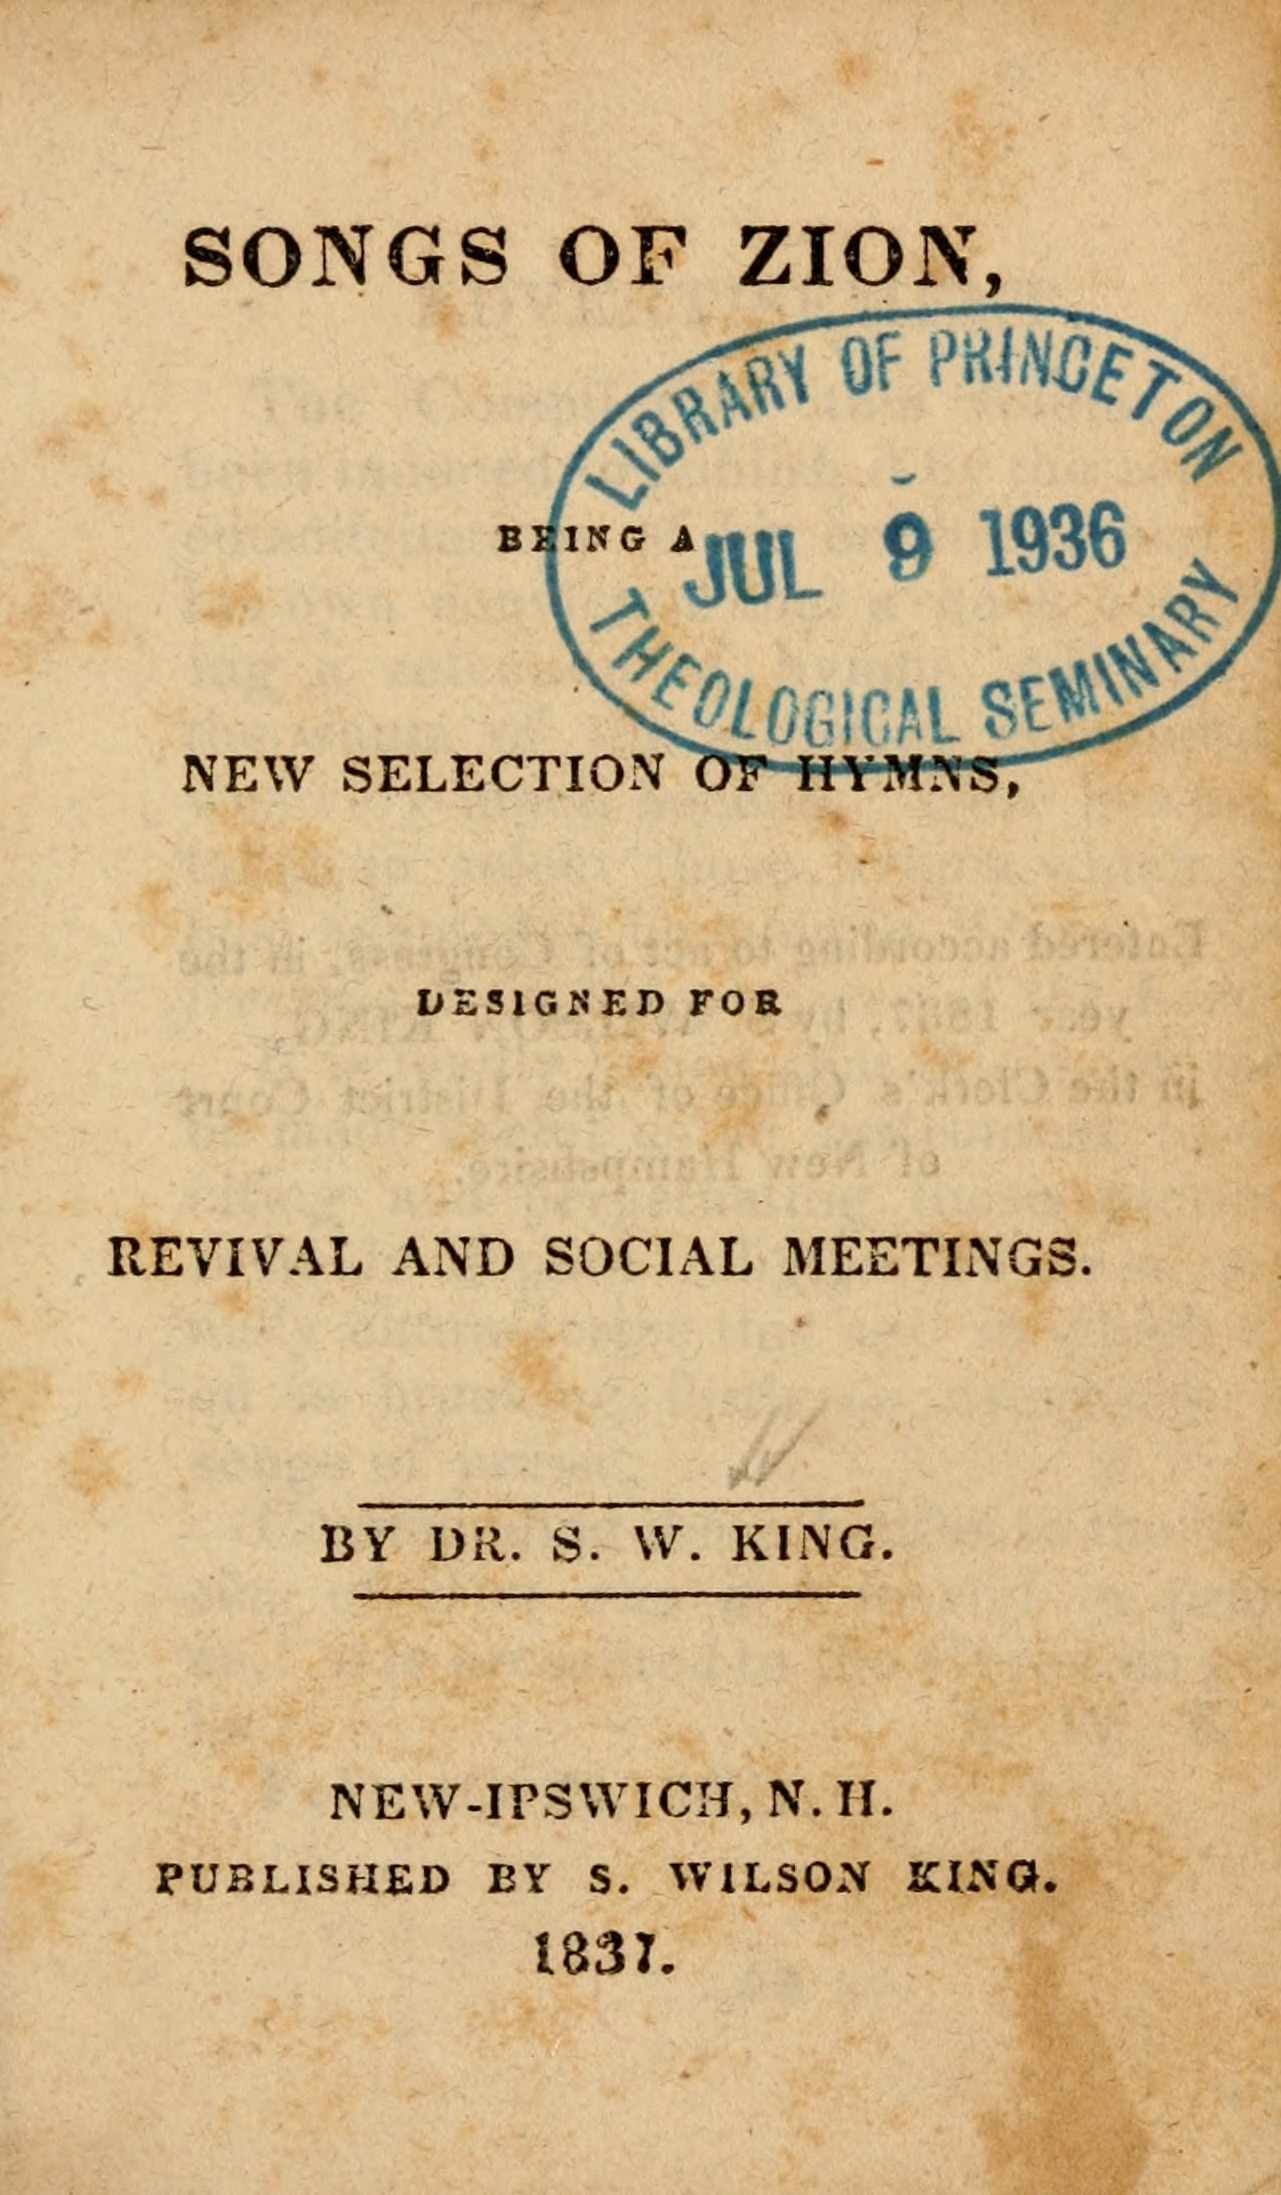 SONGS OF ZION,
LIBRARY OF PRINCETON
JUL 9 1936
THEOLOGICAL SEMINARY
BEING A
NEW SELECTION OF HYMNS,
DESIGNED FOR
REVIVAL AND SOCIAL MEETINGS.
BY DR. S. W. KING.
NEW-IPSWICH, N. H.
PUBLISHED BY S. WILSON KING.
1837.